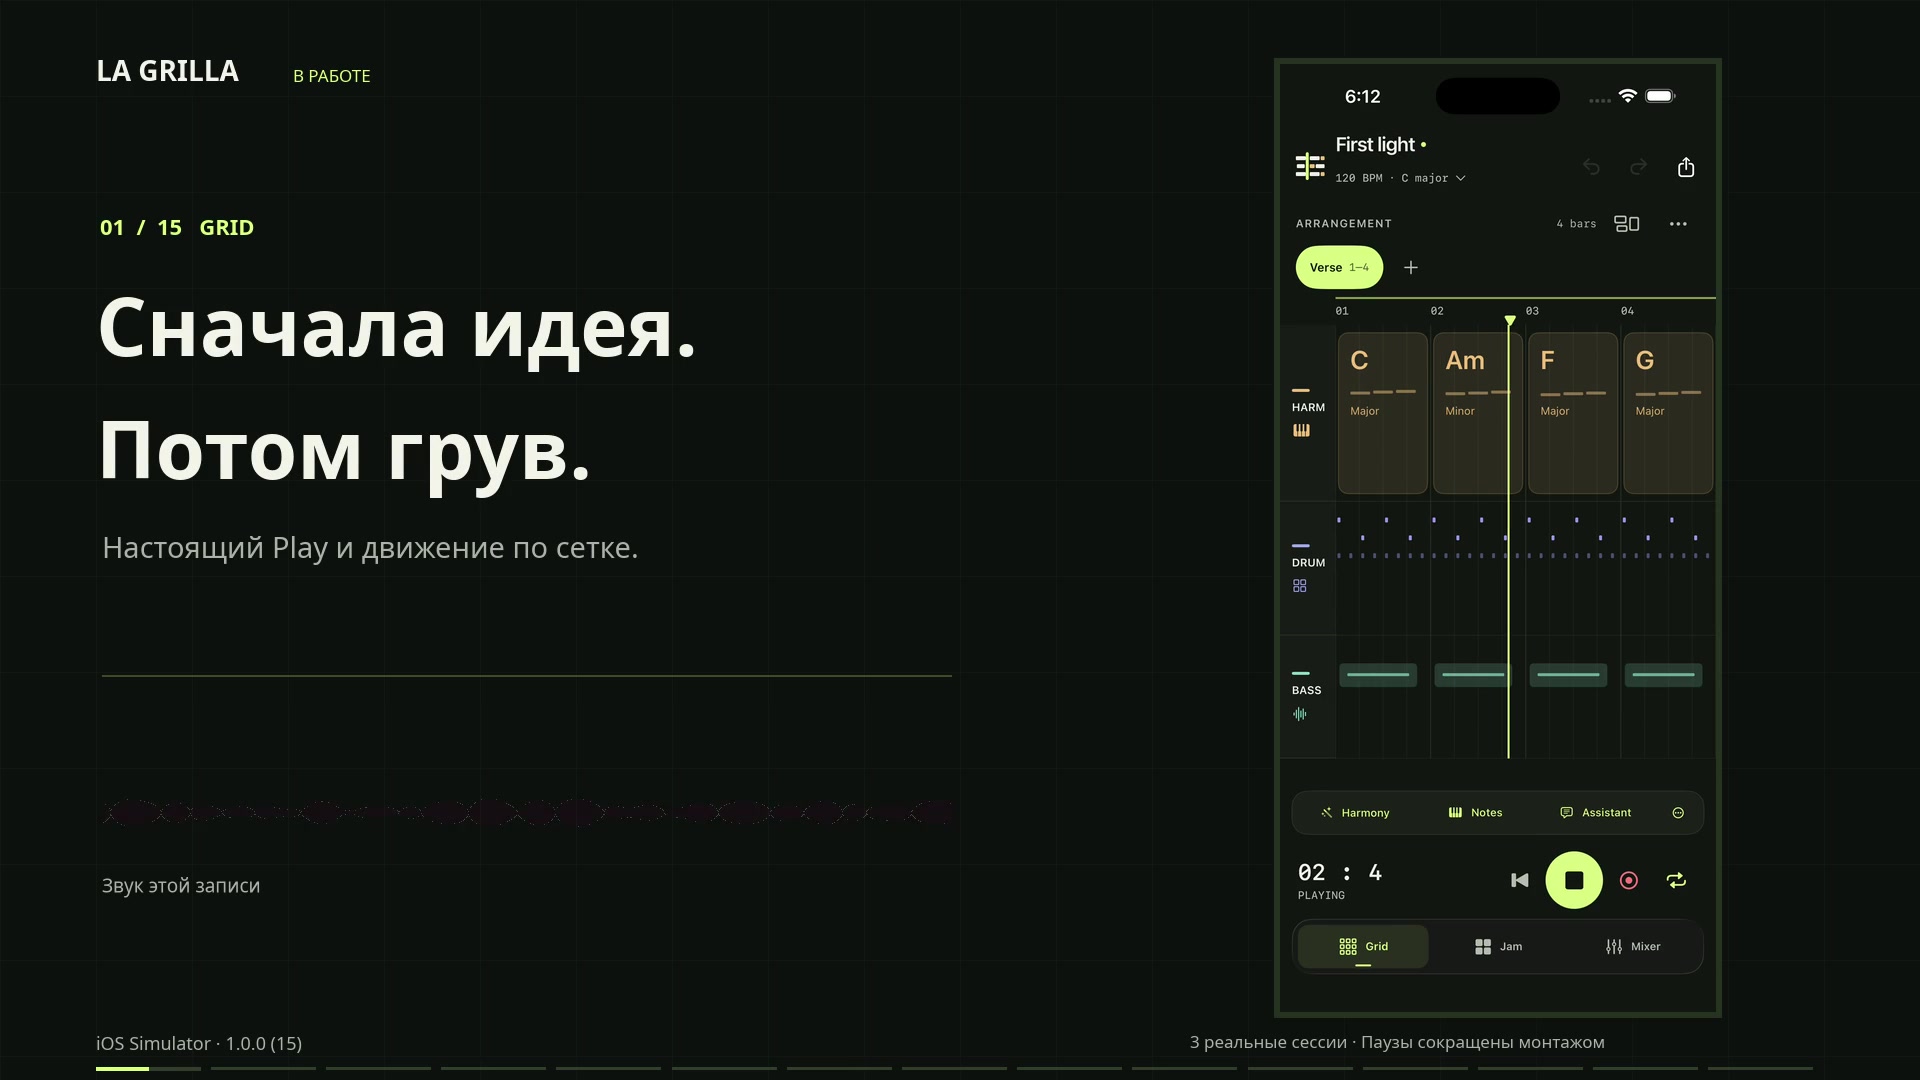 LA GRILLA
В РАБОТЕ
01 / 15 GRID
Сначала идея.
Потом грув.
Настоящий Play и движение по сетке.
Звук этой записи
iOS Simulator · 1.0.0 (15)
6:12
First light •
120 BPM · C major
ARRANGEMENT
4 bars
Verse 1–4
01 02 03 04
C Am F G
HARM
Major Minor Major Major
DRUM
BASS
Harmony Notes Assistant
02 : 4
PLAYING
Grid Jam Mixer
3 реальные сессии · Паузы сокращены монтажом